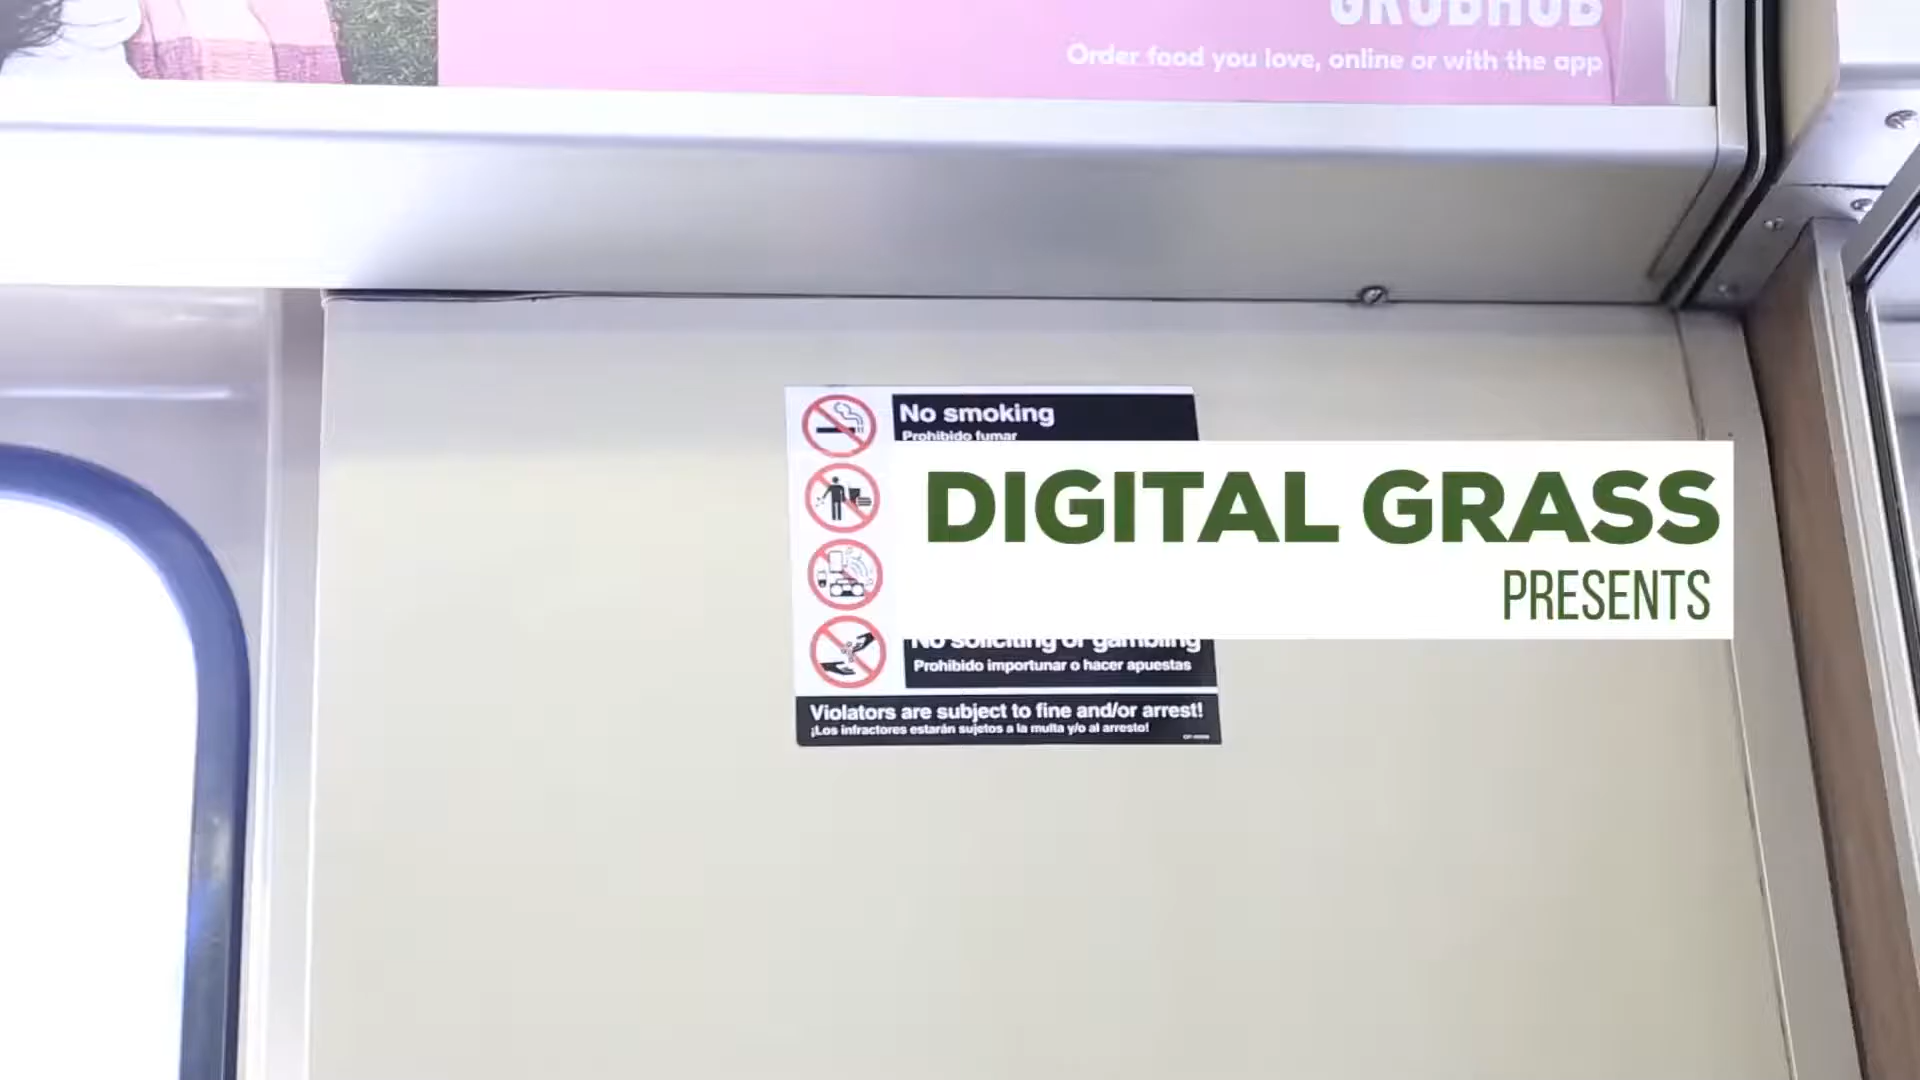 GRUBHUB
Order food you love, online or with the app
No smoking
Prohibido fumar
DIGITAL GRASS
PRESENTS
No soliciting or gambling
Prohibido importunar o hacer apuestas
Violators are subject to fine and/or arrest!
¡Los infractores estarán sujetos a la multa y/o al arresto!